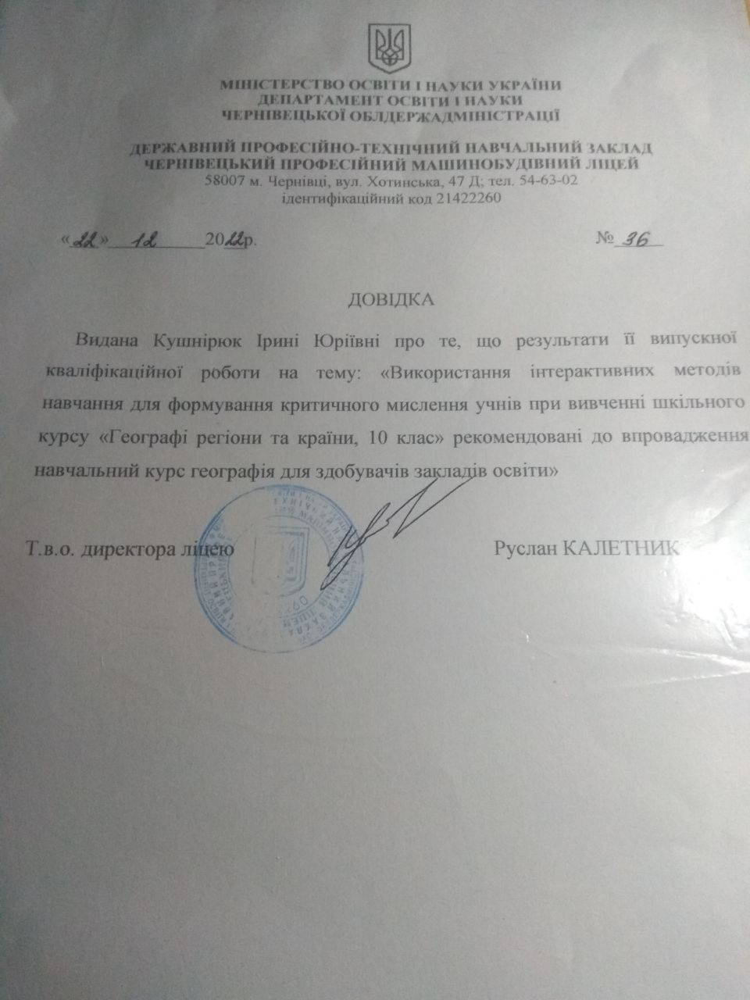 МІНІСТЕРСТВО ОСВІТИ І НАУКИ УКРАЇНИ
ДЕПАРТАМЕНТ ОСВІТИ І НАУКИ
ЧЕРНІВЕЦЬКОЇ ОБЛДЕРЖАДМІНІСТРАЦІЇ
ДЕРЖАВНИЙ ПРОФЕСІЙНО-ТЕХНІЧНИЙ НАВЧАЛЬНИЙ ЗАКЛАД
ЧЕРНІВЕЦЬКИЙ ПРОФЕСІЙНИЙ МАШИНОБУДІВНИЙ ЛІЦЕЙ
58007 м. Чернівці, вул. Хотинська, 47 Д; тел. 54-63-02
ідентифікаційний код 21422260
«22» 12 2022р. № 36
ДОВІДКА
Видана Кушнірюк Ірині Юріївні про те, що результати її випускної
кваліфікаційної роботи на тему: «Використання інтерактивних методів
навчання для формування критичного мислення учнів при вивченні шкільного
курсу «Географі регіони та країни, 10 клас» рекомендовані до впровадження
навчальний курс географія для здобувачів закладів освіти»
Т.в.о. директора ліцею Руслан КАЛЕТНИК